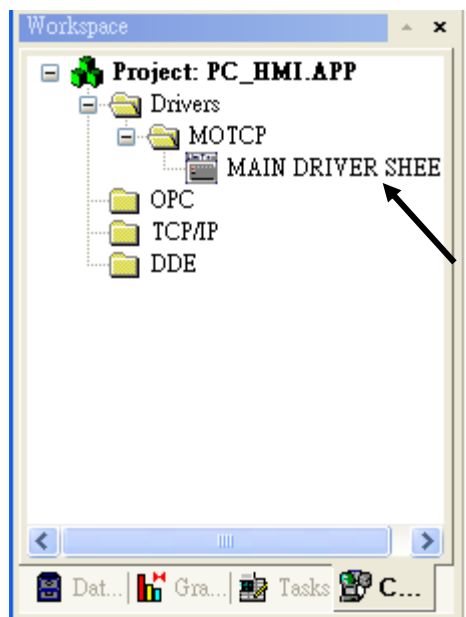 Workspace
Project: PC_HMI.APP
Drivers
MOTCP
MAIN DRIVER SHEE
OPC
TCP/IP
DDE
Dat... Gra... Tasks C...